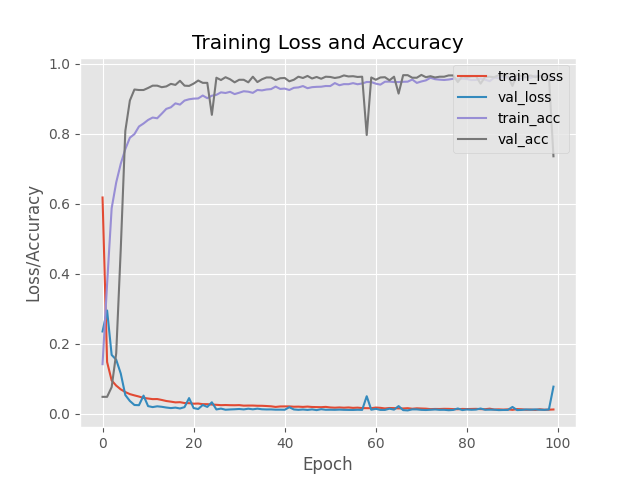 Training Loss and Accuracy
1.0
0.8
0.6
0.4
0.2
0.0
Loss/Accuracy
train_loss
val_loss
train_acc
val_acc
0 20 40 60 80 100
Epoch